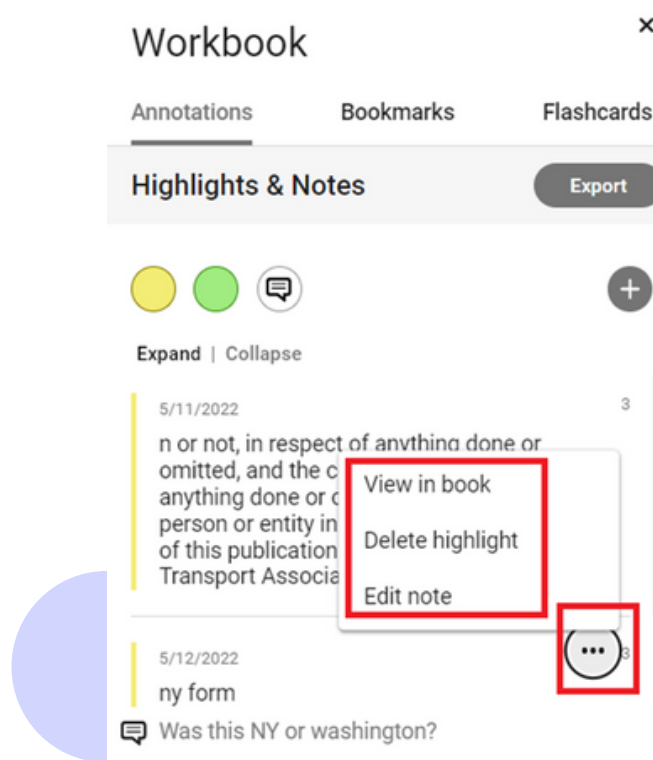 Workbook
×
Annotations Bookmarks Flashcards
Highlights & Notes Export
Expand | Collapse
5/11/2022 3
n or not, in respect of anything done or
omitted, and the c
anything done or
person or entity in
of this publication
Transport Associa
View in book
Delete highlight
Edit note
5/12/2022 3
ny form
Was this NY or washington?